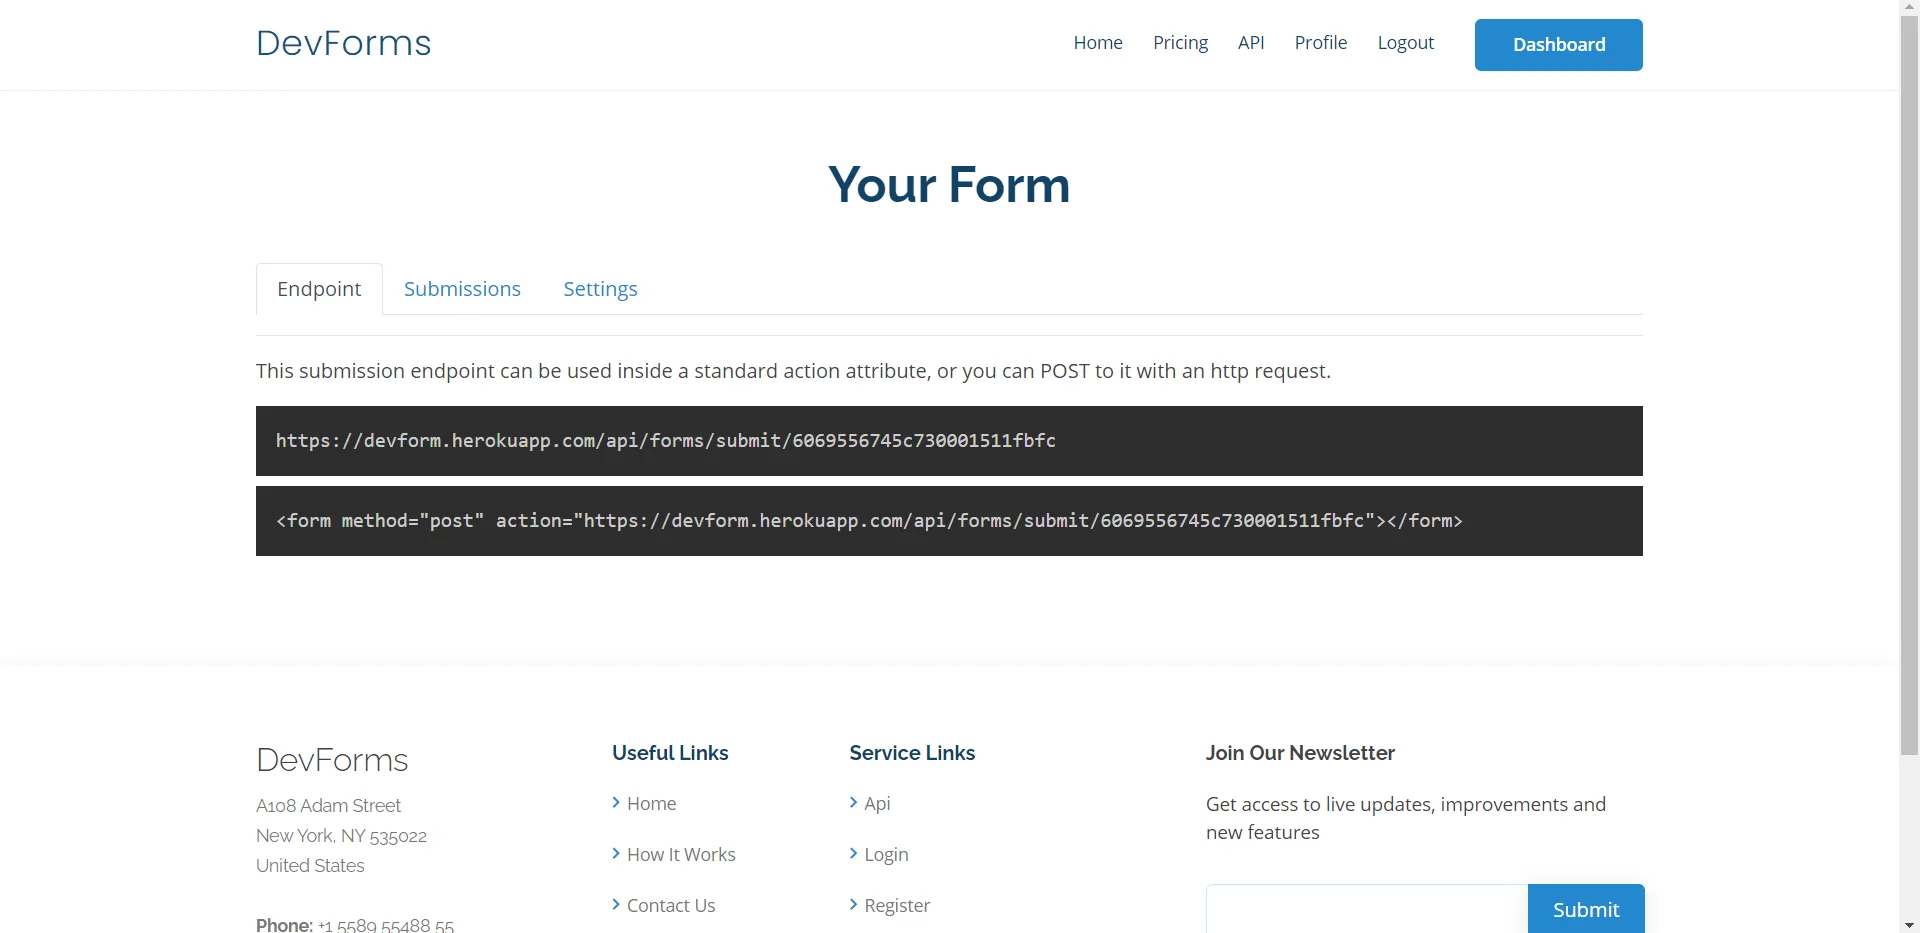 DevForms
Home Pricing API Profile Logout Dashboard
Your Form
Endpoint Submissions Settings
This submission endpoint can be used inside a standard action attribute, or you can POST to it with an http request.
https://devform.herokuapp.com/api/forms/submit/6069556745c730001511fbfc
<form method="post" action="https://devform.herokuapp.com/api/forms/submit/6069556745c730001511fbfc"></form>
DevForms
A108 Adam Street
New York, NY 535022
United States
Phone: +1 5589 55488 55
Useful Links
Home
How It Works
Contact Us
Service Links
Api
Login
Register
Join Our Newsletter
Get access to live updates, improvements and
new features
Submit